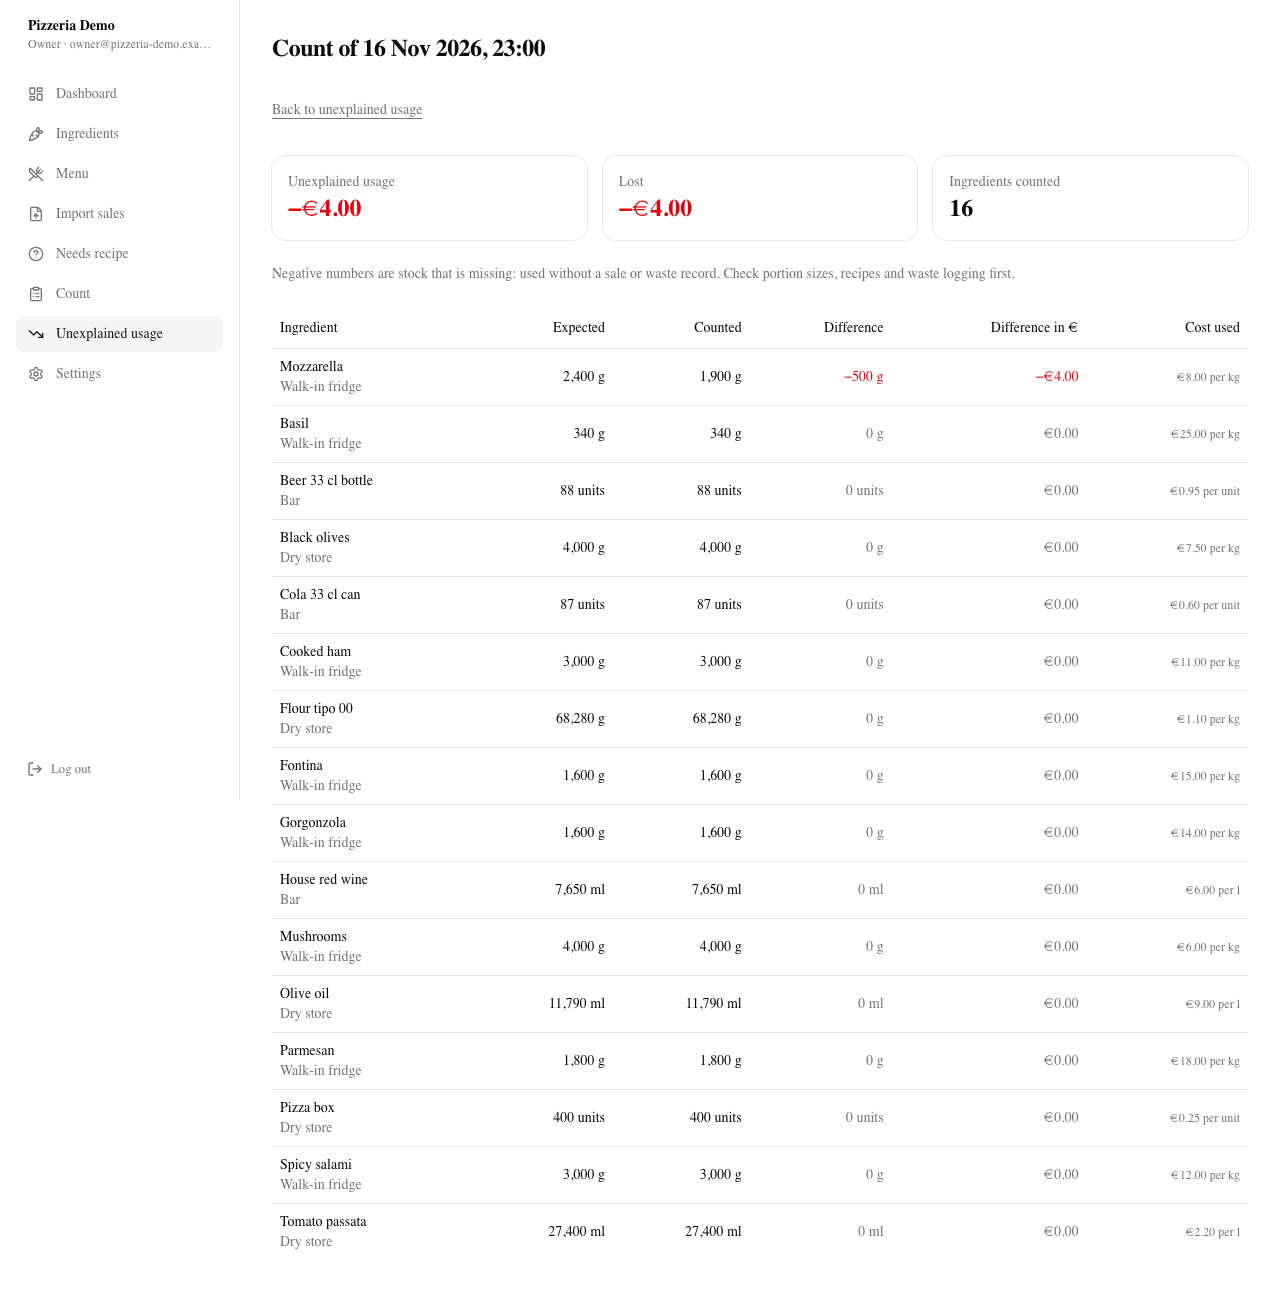 Pizzeria Demo
Owner · owner@pizzeria-demo.exa…
Dashboard
Ingredients
Menu
Import sales
Needs recipe
Count
Unexplained usage
Settings
Log out
Count of 16 Nov 2026, 23:00
Back to unexplained usage
Unexplained usage
−€4.00
Lost
−€4.00
Ingredients counted
16
Negative numbers are stock that is missing: used without a sale or waste record. Check portion sizes, recipes and waste logging first.
Ingredient Expected Counted Difference Difference in € Cost used
Mozzarella
Walk-in fridge
2,400 g 1,900 g −500 g −€4.00 €8.00 per kg
Basil
Walk-in fridge
340 g 340 g 0 g €0.00 €25.00 per kg
Beer 33 cl bottle
Bar
88 units 88 units 0 units €0.00 €0.95 per unit
Black olives
Dry store
4,000 g 4,000 g 0 g €0.00 €7.50 per kg
Cola 33 cl can
Bar
87 units 87 units 0 units €0.00 €0.60 per unit
Cooked ham
Walk-in fridge
3,000 g 3,000 g 0 g €0.00 €11.00 per kg
Flour tipo 00
Dry store
68,280 g 68,280 g 0 g €0.00 €1.10 per kg
Fontina
Walk-in fridge
1,600 g 1,600 g 0 g €0.00 €15.00 per kg
Gorgonzola
Walk-in fridge
1,600 g 1,600 g 0 g €0.00 €14.00 per kg
House red wine
Bar
7,650 ml 7,650 ml 0 ml €0.00 €6.00 per l
Mushrooms
Walk-in fridge
4,000 g 4,000 g 0 g €0.00 €6.00 per kg
Olive oil
Dry store
11,790 ml 11,790 ml 0 ml €0.00 €9.00 per l
Parmesan
Walk-in fridge
1,800 g 1,800 g 0 g €0.00 €18.00 per kg
Pizza box
Dry store
400 units 400 units 0 units €0.00 €0.25 per unit
Spicy salami
Walk-in fridge
3,000 g 3,000 g 0 g €0.00 €12.00 per kg
Tomato passata
Dry store
27,400 ml 27,400 ml 0 ml €0.00 €2.20 per l